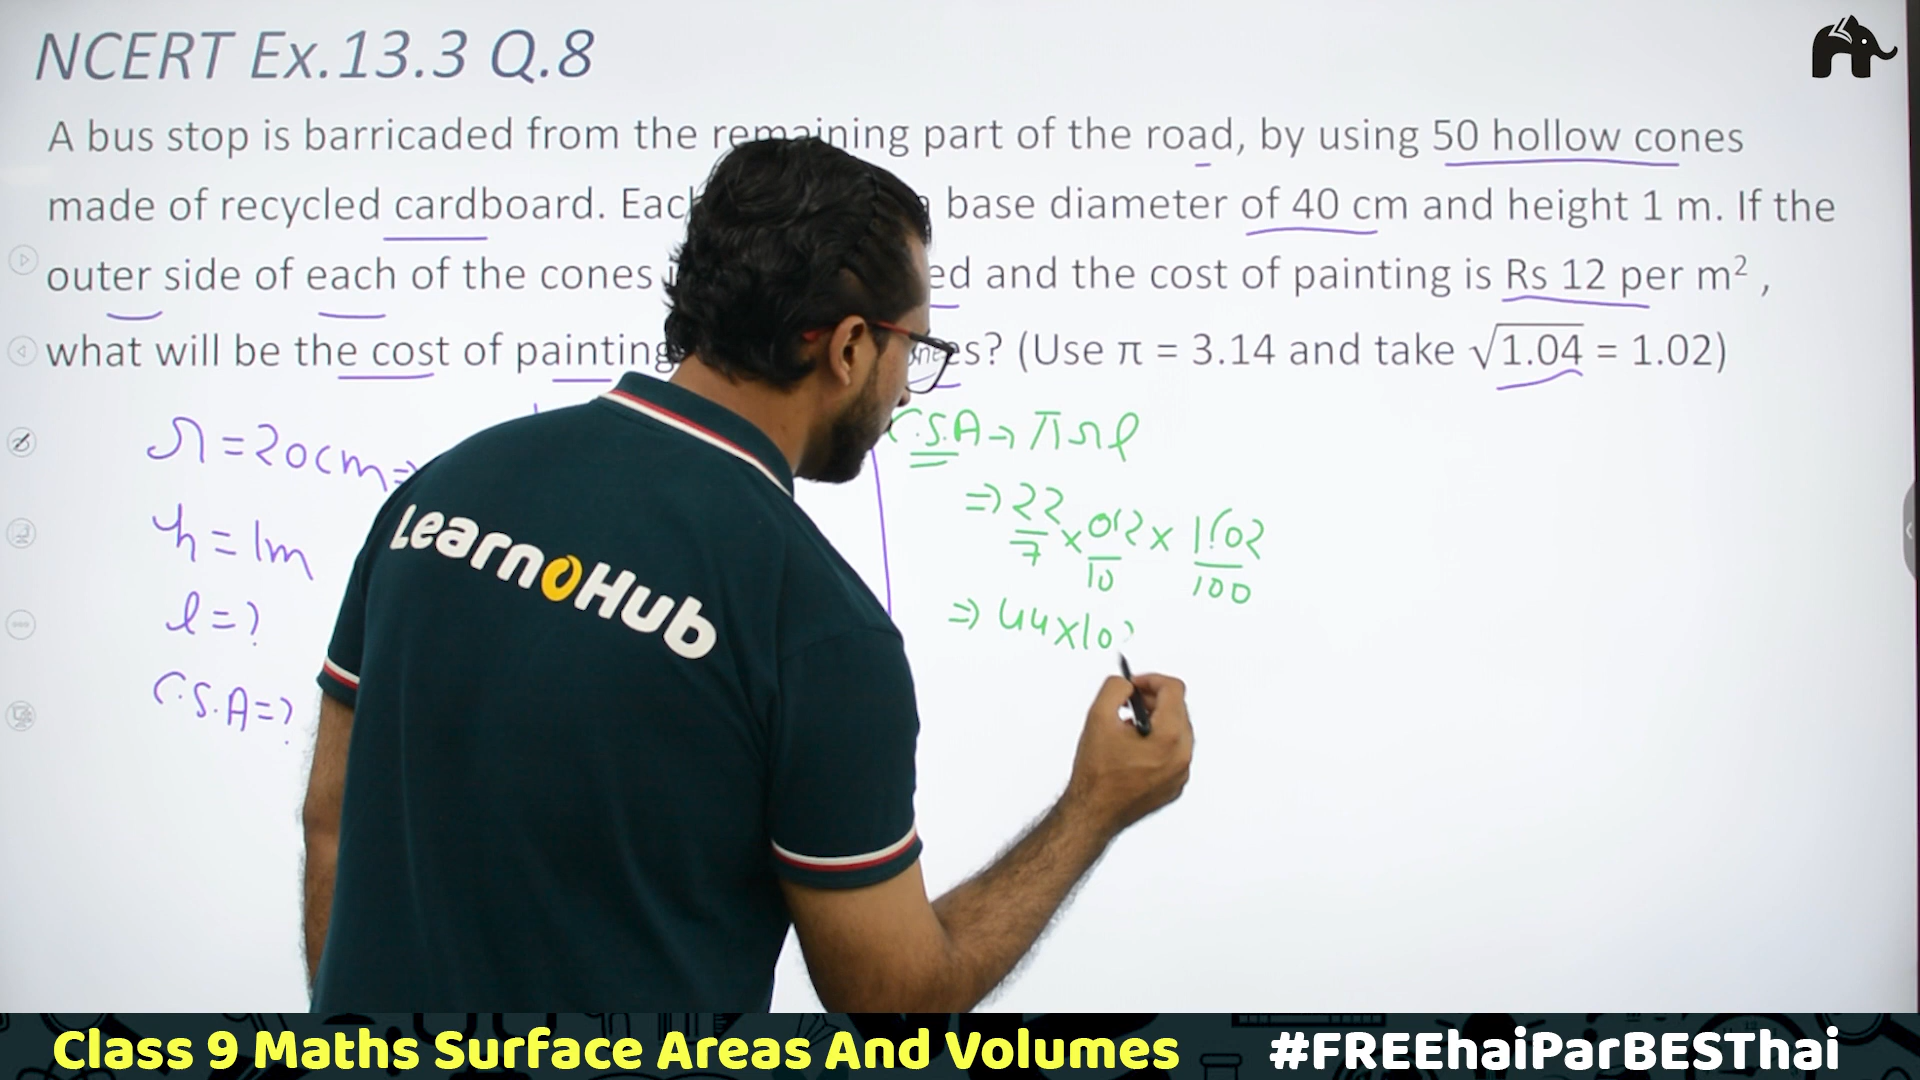 NCERT Ex.13.3 Q.8
A bus stop is barricaded from the remaining part of the road, by using 50 hollow cones
made of recycled cardboard. Each base diameter of 40 cm and height 1 m. If the
outer side of each of the cones ed and the cost of painting is Rs 12 per m² ,
what will be the cost of painting es? (Use π = 3.14 and take √1.04 = 1.02)
r = 20cm ⇒
h = 1m
l = ?
C.S.A = ?
C.S.A → πrl
⇒ 22/7 × 0.2/10 × 1.02/100
⇒ 44×10
LearnoHub
Class 9 Maths Surface Areas And Volumes #FREEhaiParBESThai